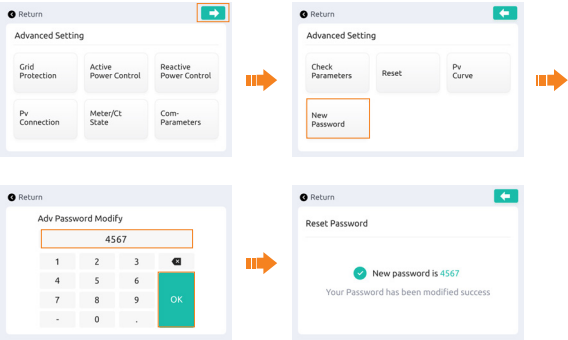 Return
Advanced Setting
Grid
Protection
Active
Power Control
Reactive
Power Control
Pv
Connection
Meter/Ct
State
Com-
Parameters
Return
Advanced Setting
Check
Parameters
Reset
Pv
Curve
New
Password
Return
Adv Password Modify
4567
1 2 3
4 5 6
7 8 9 OK
- 0 .
Return
Reset Password
New password is 4567
Your Password has been modified success